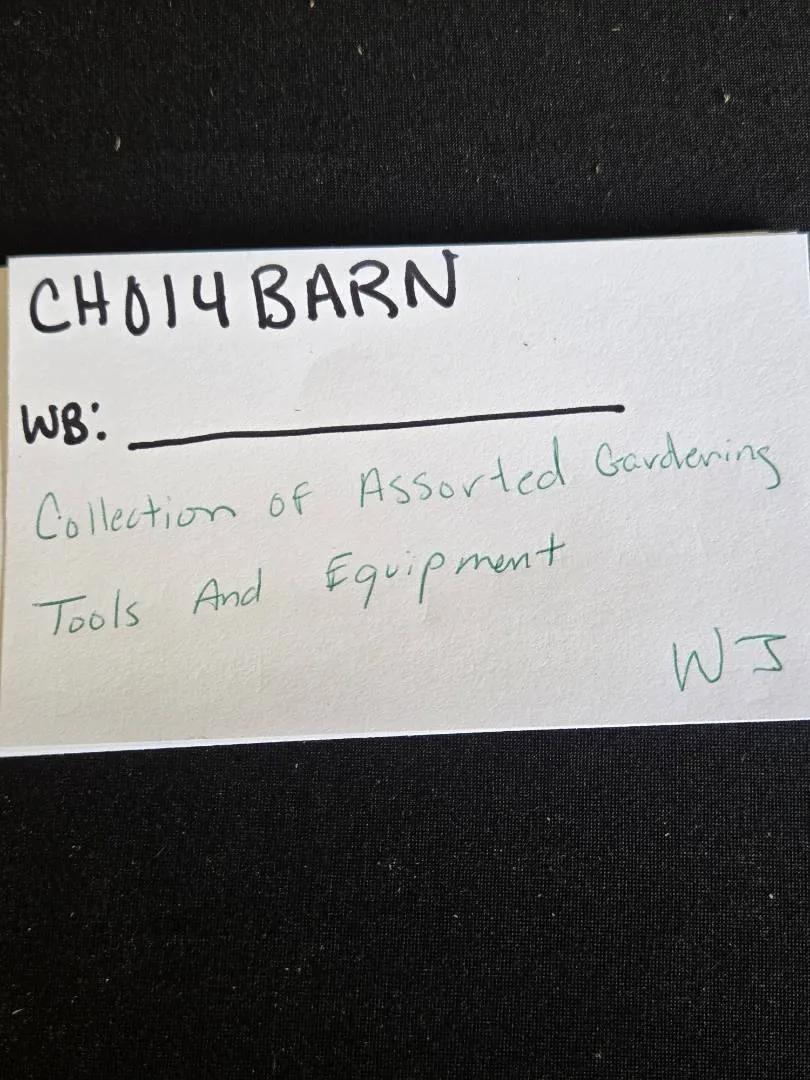 CH014BARN
WB:
Collection of Assorted Gardening
Tools And Equipment
WJ